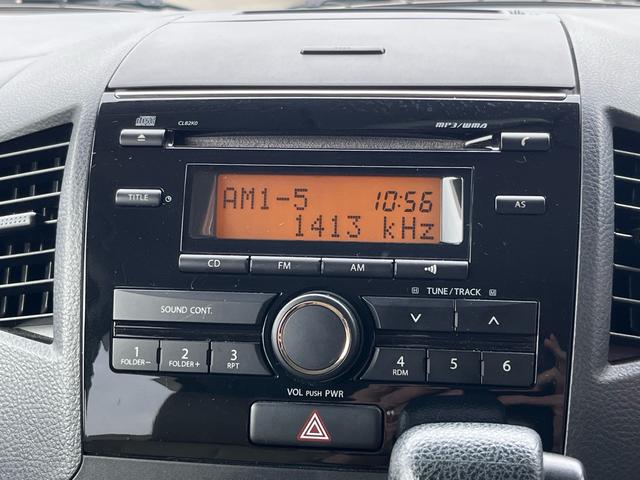 CLB2K0
MP3/WMA
TITLE
AM1-5 10:56
1413 kHz
AS
CD FM AM
TUNE/TRACK
SOUND CONT.
1 FOLDER−
2 FOLDER+
3 RPT
4 RDM
5
6
VOL PUSH PWR